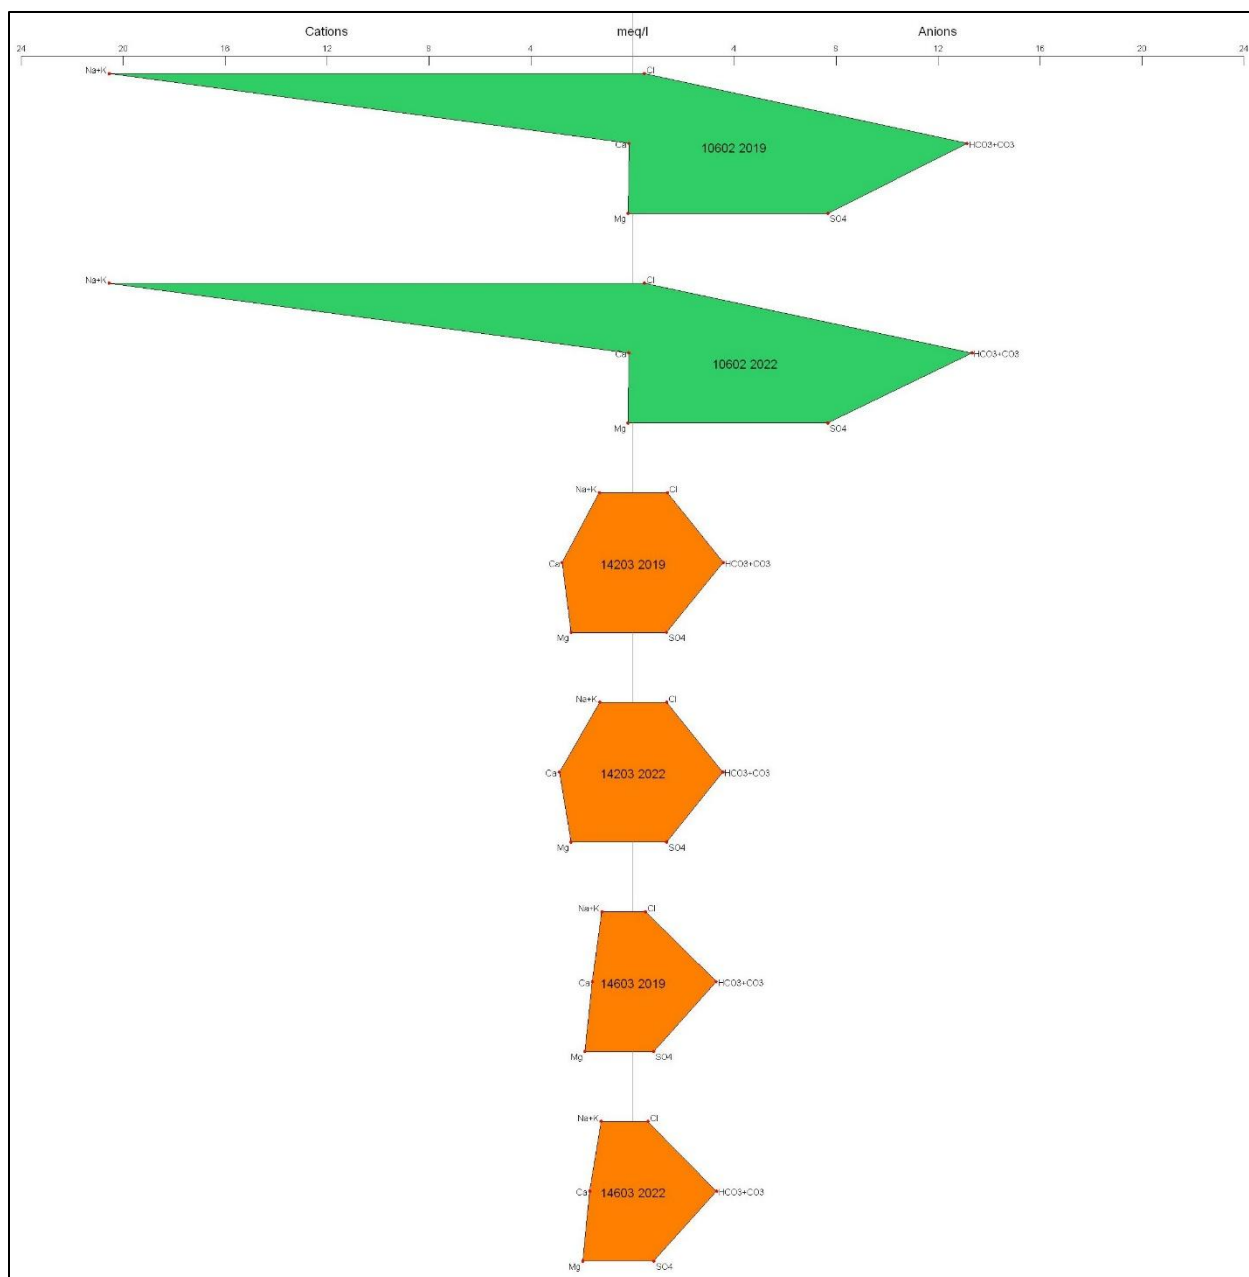 Cations meq/l Anions
24 20 16 12 8 4 4 8 12 16 20 24
Na+K Cl
Ca 10602 2019 HCO3+CO3
Mg SO4
Na+K Cl
Ca 10602 2022 HCO3+CO3
Mg SO4
Na+K Cl
Ca 14203 2019 HCO3+CO3
Mg SO4
Na+K Cl
Ca 14203 2022 HCO3+CO3
Mg SO4
Na+K Cl
Ca 14603 2019 HCO3+CO3
Mg SO4
Na+K Cl
Ca 14603 2022 HCO3+CO3
Mg SO4